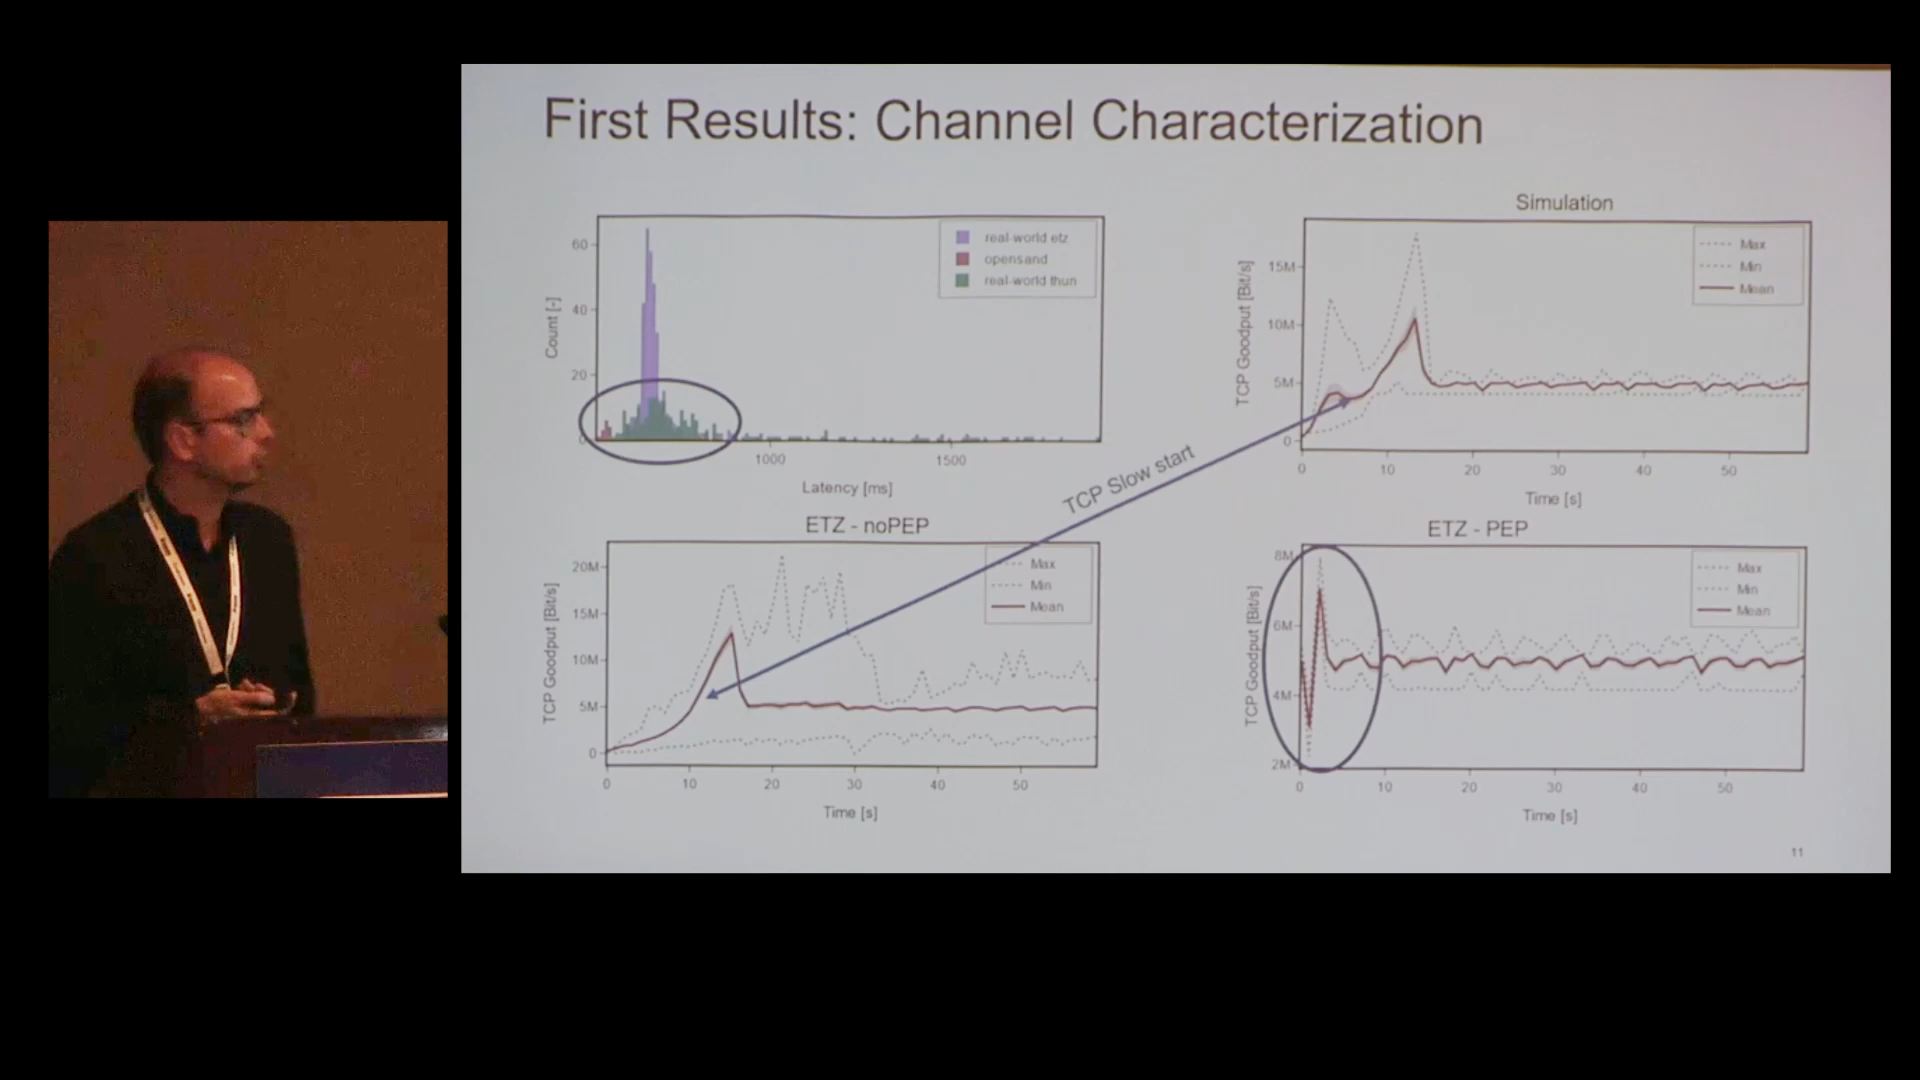 First Results: Channel Characterization
60
40
20
0
Count [-]
real-world etz
opensand
real-world thun
1000
1500
Latency [ms]
Simulation
15M
10M
5M
0
TCP Goodput [Bit/s]
Max
Min
Mean
0
10
20
30
40
50
Time [s]
TCP Slow start
ETZ - noPEP
20M
15M
10M
5M
0
TCP Goodput [Bit/s]
Max
Min
Mean
0
10
20
30
40
50
Time [s]
ETZ - PEP
8M
6M
4M
2M
TCP Goodput [Bit/s]
Max
Min
Mean
0
10
20
30
40
50
Time [s]
11